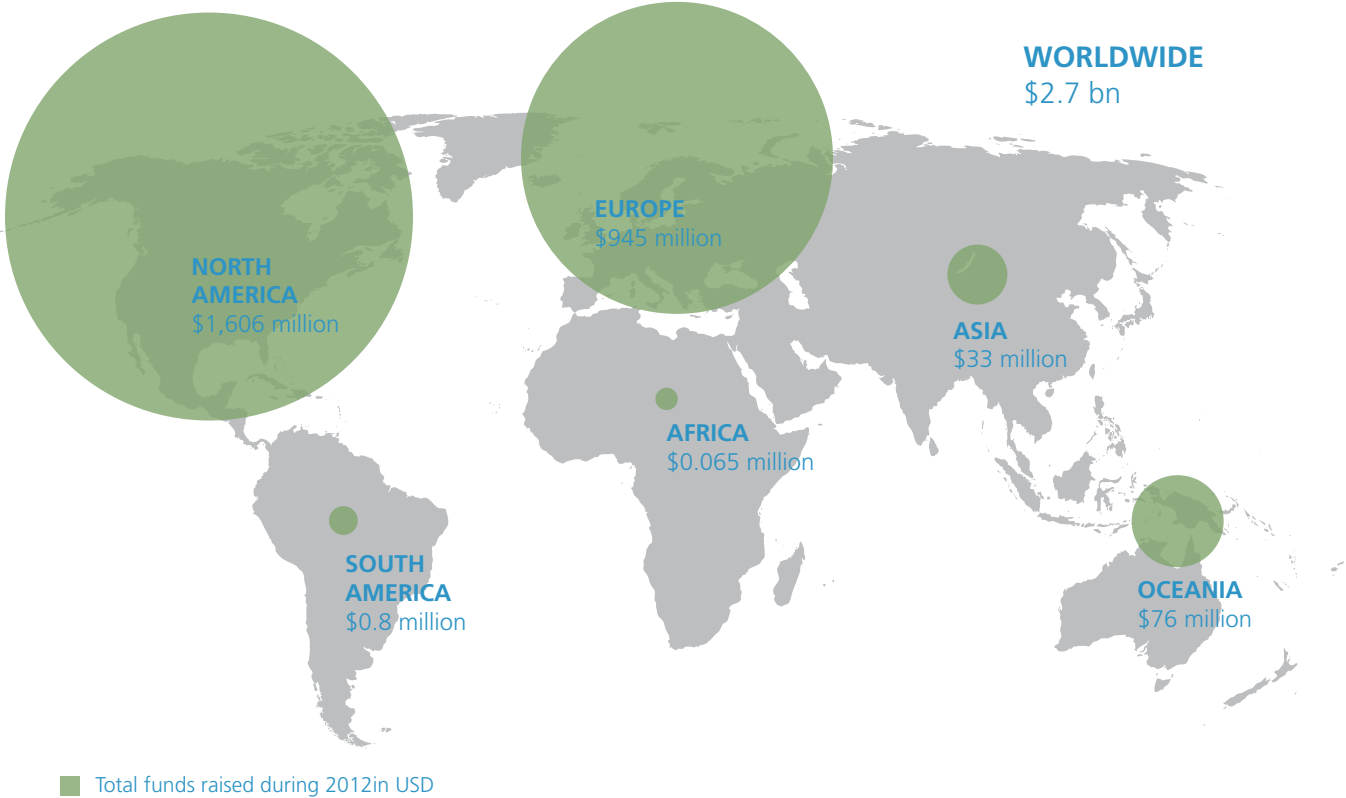 WORLDWIDE
$2.7 bn
EUROPE
$945 million
NORTH
AMERICA
$1,606 million
ASIA
$33 million
AFRICA
$0.065 million
SOUTH
AMERICA
$0.8 million
OCEANIA
$76 million
Total funds raised during 2012in USD